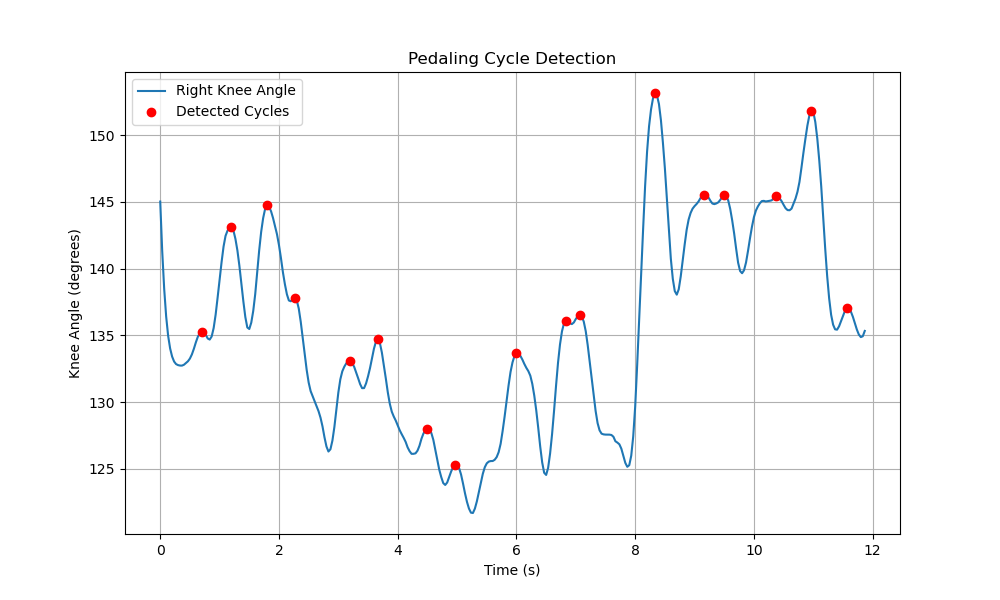 Pedaling Cycle Detection
Right Knee Angle
Detected Cycles
Knee Angle (degrees)
150
145
140
135
130
125
0 2 4 6 8 10 12
Time (s)